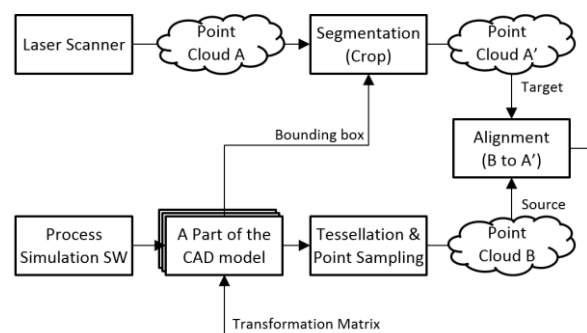 Laser Scanner
Point
Cloud A
Segmentation
(Crop)
Point
Cloud A’
Target
Bounding box
Alignment
(B to A’)
Source
Process
Simulation SW
A Part of the
CAD model
Tessellation &
Point Sampling
Point
Cloud B
Transformation Matrix